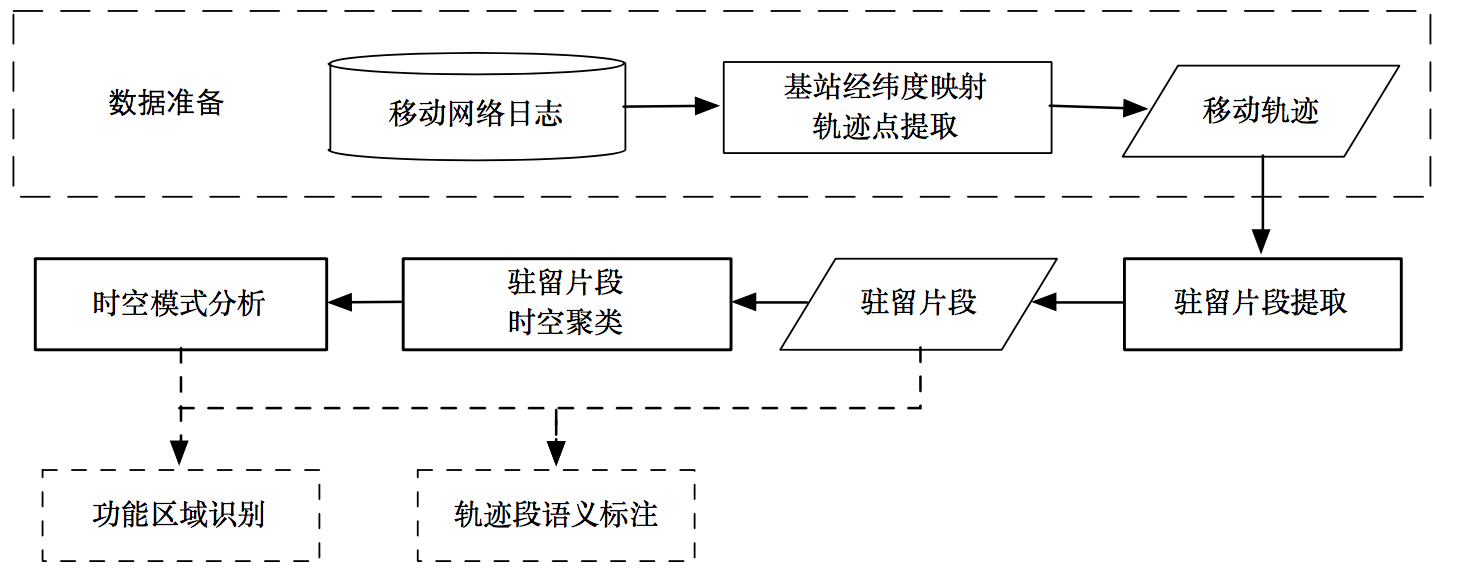 数据准备
移动网络日志
基站经纬度映射
轨迹点提取
移动轨迹
驻留片段提取
驻留片段
驻留片段
时空聚类
时空模式分析
功能区域识别
轨迹段语义标注